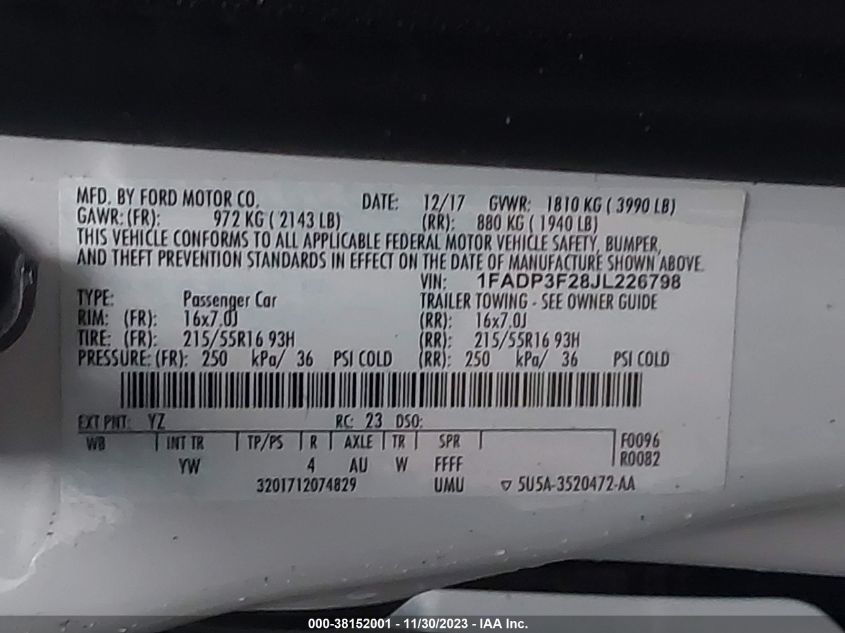 MFD. BY FORD MOTOR CO. DATE: 12/17 GVWR: 1810 KG ( 3990 LB)
GAWR: (FR): 972 KG ( 2143 LB) (RR): 880 KG ( 1940 LB)
THIS VEHICLE CONFORMS TO ALL APPLICABLE FEDERAL MOTOR VEHICLE SAFETY, BUMPER,
AND THEFT PREVENTION STANDARDS IN EFFECT ON THE DATE OF MANUFACTURE SHOWN ABOVE.
VIN: 1FADP3F28JL226798
TYPE: Passenger Car TRAILER TOWING - SEE OWNER GUIDE
RIM: (FR): 16x7.0J (RR): 16x7.0J
TIRE: (FR): 215/55R16 93H (RR): 215/55R16 93H
PRESSURE: (FR): 250 kPa/ 36 PSI COLD (RR): 250 kPa/ 36 PSI COLD
EXT PNT: YZ RC: 23 DSO:
WB INT TR TP/PS R AXLE TR SPR F0096
YW 4 AU W FFFF R0082
3201712074829 UMU ▽ 5U5A-3520472-AA
000-38152001 - 11/30/2023 - IAA Inc.